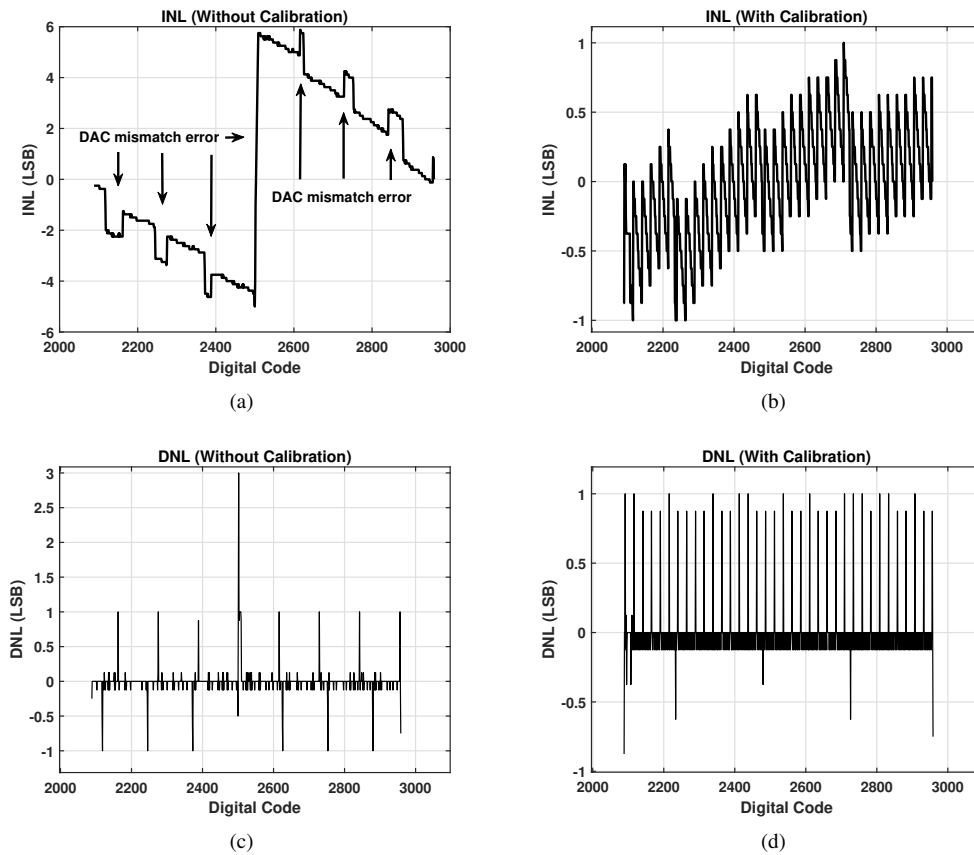 INL (Without Calibration)
6
4
2
0
-2
-4
-6
INL (LSB)
DAC mismatch error
DAC mismatch error
2000 2200 2400 2600 2800 3000
Digital Code
(a)
INL (With Calibration)
1
0.5
0
-0.5
-1
INL (LSB)
2000 2200 2400 2600 2800 3000
Digital Code
(b)
DNL (Without Calibration)
3
2.5
2
1.5
1
0.5
0
-0.5
-1
DNL (LSB)
2000 2200 2400 2600 2800 3000
Digital Code
(c)
DNL (With Calibration)
1
0.5
0
-0.5
-1
DNL (LSB)
2000 2200 2400 2600 2800 3000
Digital Code
(d)